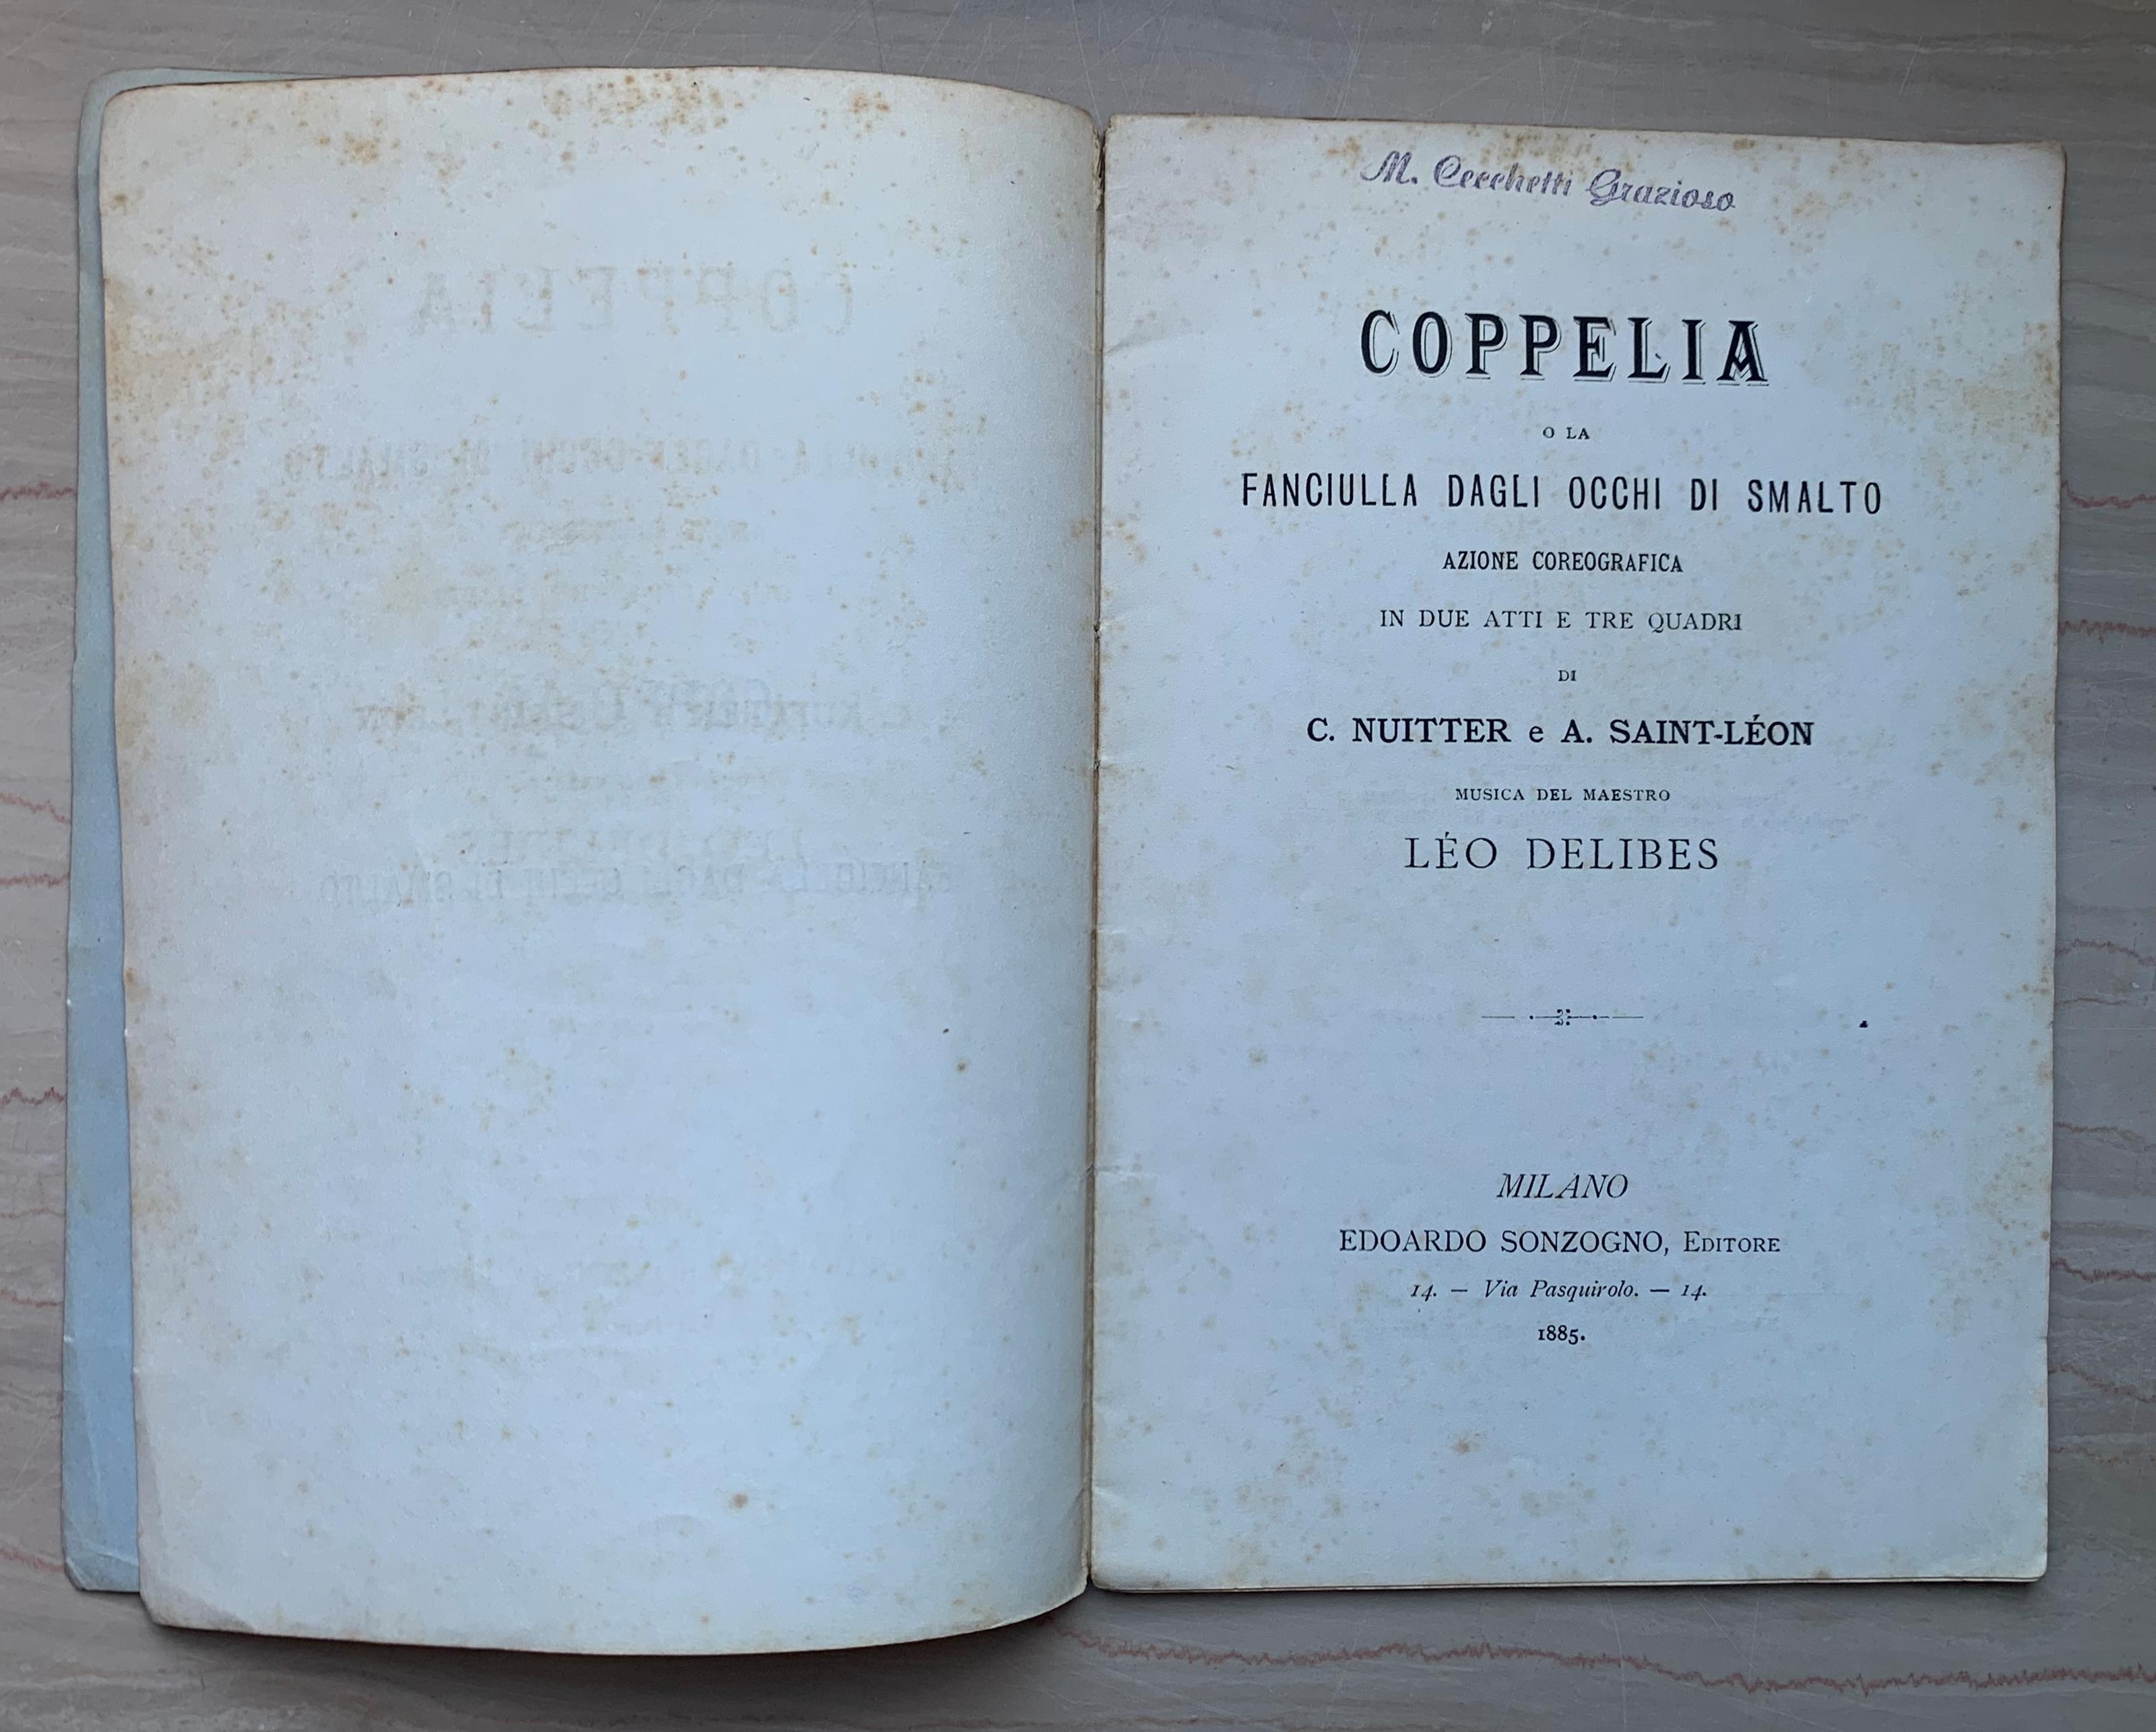 M. Cecchetti Grazioso
COPPELIA
O LA
FANCIULLA DAGLI OCCHI DI SMALTO
AZIONE COREOGRAFICA
IN DUE ATTI E TRE QUADRI
DI
C. NUITTER e A. SAINT-LÉON
MUSICA DEL MAESTRO
LÉO DELIBES
MILANO
EDOARDO SONZOGNO, EDITORE
14. — Via Pasquirolo. — 14.
1885.